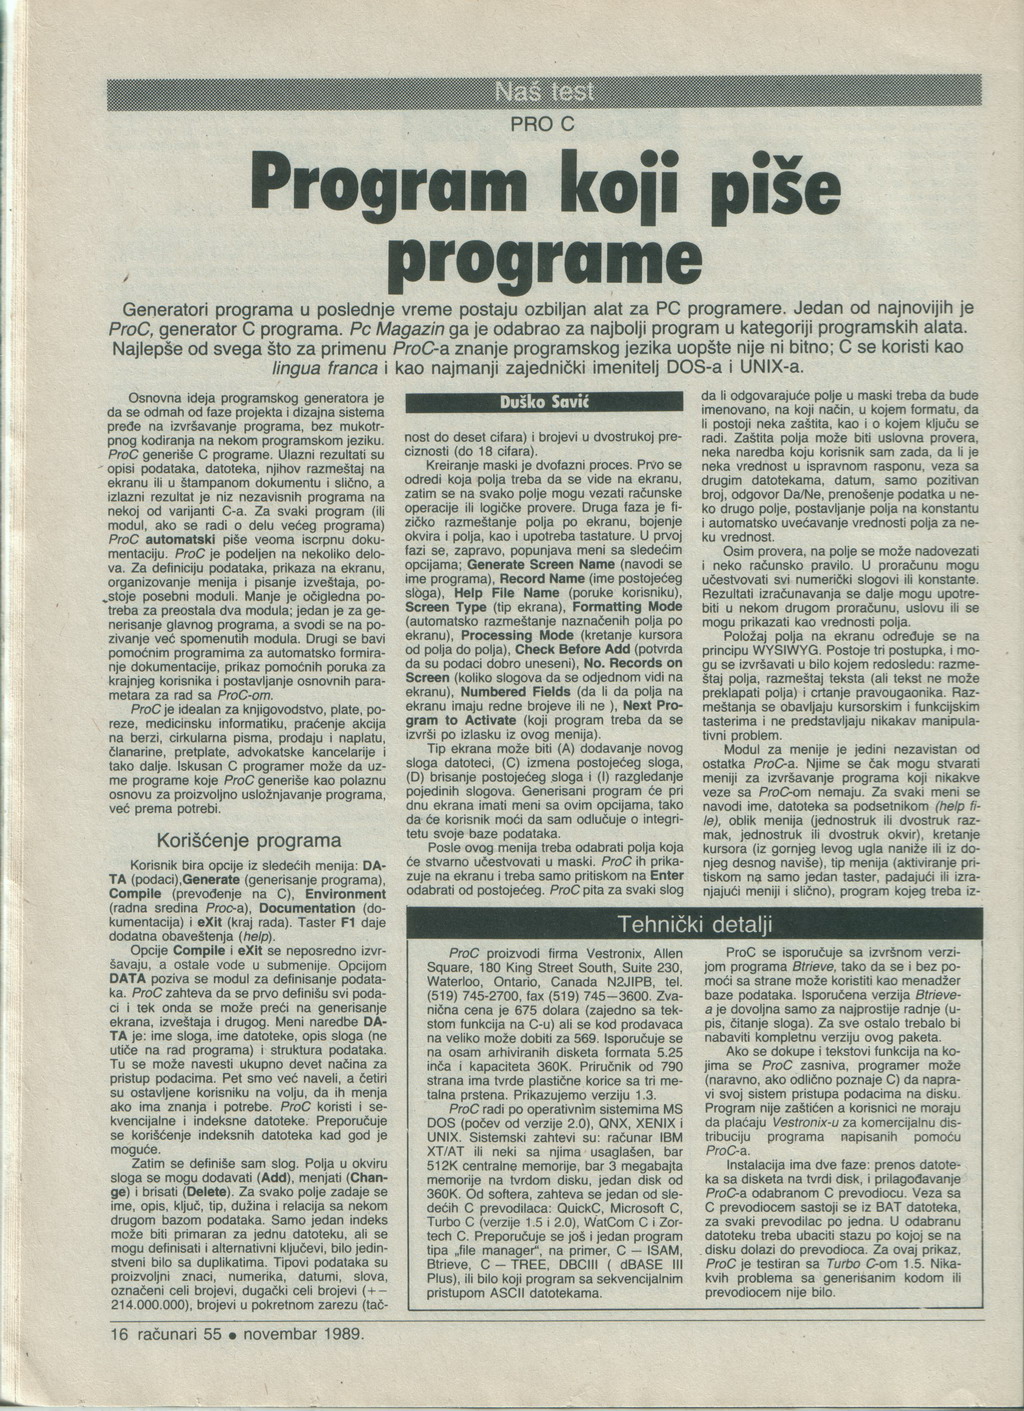 Naš test
PRO C
Program koji piše
programe
Generatori programa u poslednje vreme postaju ozbiljan alat za PC programere. Jedan od najnovijih je
ProC, generator C programa. Pc Magazin ga je odabrao za najbolji program u kategoriji programskih alata.
Najlepše od svega što za primenu ProC-a znanje programskog jezika uopšte nije ni bitno; C se koristi kao
lingua franca i kao najmanji zajednički imenitelj DOS-a i UNIX-a.
Osnovna ideja programskog generatora je
da se odmah od faze projekta i dizajna sistema
pređe na izvršavanje programa, bez mukotr-
pnog kodiranja na nekom programskom jeziku.
ProC generiše C programe. Ulazni rezultati su
opisi podataka, datoteka, njihov razmeštaj na
ekranu ili u štampanom dokumentu i slično, a
izlazni rezultat je niz nezavisnih programa na
nekoj od varijanti C-a. Za svaki program (ili
modul, ako se radi o delu većeg programa)
ProC automatski piše veoma iscrpnu doku-
mentaciju. ProC je podeljen na nekoliko delo-
va. Za definiciju podataka, prikaza na ekranu,
organizovanje menija i pisanje izveštaja, po-
stoje posebni moduli. Manje je očigledna po-
treba za preostala dva modula; jedan je za ge-
nerisanje glavnog programa, a svodi se na po-
zivanje već spomenutih modula. Drugi se bavi
pomoćnim programima za automatsko formira-
nje dokumentacije, prikaz pomoćnih poruka za
krajnjeg korisnika i postavljanje osnovnih para-
metara za rad sa ProC-om.
ProC je idealan za knjigovodstvo, plate, po-
reze, medicinsku informatiku, praćenje akcija
na berzi, cirkularna pisma, prodaju i naplatu,
članarine, pretplate, advokatske kancelarije i
tako dalje. Iskusan C programer može da uz-
me programe koje ProC generiše kao polaznu
osnovu za proizvoljno usložnjavanje programa,
već prema potrebi.
Korišćenje programa
Korisnik bira opcije iz sledećih menija: DA-
TA (podaci),Generate (generisanje programa),
Compile (prevođenje na C), Environment
(radna sredina Proc-a), Documentation (do-
kumentacija) i eXit (kraj rada). Taster F1 daje
dodatna obaveštenja (help).
Opcije Compile i eXit se neposredno izvr-
šavaju, a ostale vode u submenije. Opcijom
DATA poziva se modul za definisanje podata-
ka. ProC zahteva da se prvo definišu svi poda-
ci i tek onda se može preći na generisanje
ekrana, izveštaja i drugog. Meni naredbe DA-
TA je: ime sloga, ime datoteke, opis sloga (ne
utiče na rad programa) i struktura podataka.
Tu se može navesti ukupno devet načina za
pristup podacima. Pet smo već naveli, a četiri
su ostavljene korisniku na volju, da ih menja
ako ima znanja i potrebe. ProC koristi i se-
kvencijalne i indeksne datoteke. Preporučuje
se korišćenje indeksnih datoteka kad god je
moguće.
Zatim se definiše sam slog. Polja u okviru
sloga se mogu dodavati (Add), menjati (Chan-
ge) i brisati (Delete). Za svako polje zadaje se
ime, opis, ključ, tip, dužina i relacija sa nekom
drugom bazom podataka. Samo jedan indeks
može biti primaran za jednu datoteku, ali se
mogu definisati i alternativni ključevi, bilo jedin-
stveni bilo sa duplikatima. Tipovi podataka su
proizvoljni znaci, numerika, datumi, slova,
označeni celi brojevi, dugački celi brojevi (+−
214.000.000), brojevi u pokretnom zarezu (tač-
Duško Savić
nost do deset cifara) i brojevi u dvostrukoj pre-
ciznosti (do 18 cifara).
Kreiranje maski je dvofazni proces. Prvo se
odredi koja polja treba da se vide na ekranu,
zatim se na svako polje mogu vezati računske
operacije ili logičke provere. Druga faza je fi-
zičko razmeštanje polja po ekranu, bojenje
okvira i polja, kao i upotreba tastature. U prvoj
fazi se, zapravo, popunjava meni sa sledećim
opcijama; Generate Screen Name (navodi se
ime programa), Record Name (ime postojećeg
sloga), Help File Name (poruke korisniku),
Screen Type (tip ekrana), Formatting Mode
(automatsko razmeštanje naznačenih polja po
ekranu), Processing Mode (kretanje kursora
od polja do polja), Check Before Add (potvrda
da su podaci dobro uneseni), No. Records on
Screen (koliko slogova da se odjednom vidi na
ekranu), Numbered Fields (da li da polja na
ekranu imaju redne brojeve ili ne ), Next Pro-
gram to Activate (koji program treba da se
izvrši po izlasku iz ovog menija).
Tip ekrana može biti (A) dodavanje novog
sloga datoteci, (C) izmena postojećeg sloga,
(D) brisanje postojećeg sloga i (I) razgledanje
pojedinih slogova. Generisani program će pri
dnu ekrana imati meni sa ovim opcijama, tako
da će korisnik moći da sam odlučuje o integri-
tetu svoje baze podataka.
Posle ovog menija treba odabrati polja koja
će stvarno učestvovati u maski. ProC ih prika-
zuje na ekranu i treba samo pritiskom na Enter
odabrati od postojećeg. ProC pita za svaki slog
da li odgovarajuće polje u maski treba da bude
imenovano, na koji način, u kojem formatu, da
li postoji neka zaštita, kao i o kojem ključu se
radi. Zaštita polja može biti uslovna provera,
neka naredba koju korisnik sam zada, da li je
neka vrednost u ispravnom rasponu, veza sa
drugim datotekama, datum, samo pozitivan
broj, odgovor Da/Ne, prenošenje podatka u ne-
ko drugo polje, postavljanje polja na konstantu
i automatsko uvećavanje vrednosti polja za ne-
ku vrednost.
Osim provera, na polje se može nadovezati
i neko računsko pravilo. U proračunu mogu
učestvovati svi numerički slogovi ili konstante.
Rezultati izračunavanja se dalje mogu upotre-
biti u nekom drugom proračunu, uslovu ili se
mogu prikazati kao vrednosti polja.
Položaj polja na ekranu određuje se na
principu WYSIWYG. Postoje tri postupka, i mo-
gu se izvršavati u bilo kojem redosledu: razme-
štaj polja, razmeštaj teksta (ali tekst ne može
preklapati polja) i crtanje pravougaonika. Raz-
meštanja se obavljaju kursorskim i funkcijskim
tasterima i ne predstavljaju nikakav manipula-
tivni problem.
Modul za menije je jedini nezavistan od
ostatka ProC-a. Njime se čak mogu stvarati
meniji za izvršavanje programa koji nikakve
veze sa ProC-om nemaju. Za svaki meni se
navodi ime, datoteka sa podsetnikom (help fi-
le), oblik menija (jednostruk ili dvostruk raz-
mak, jednostruk ili dvostruk okvir), kretanje
kursora (iz gornjeg levog ugla naniže ili iz do-
njeg desnog naviše), tip menija (aktiviranje pri-
tiskom na samo jedan taster, padajući ili izra-
njajući meniji i slično), program kojeg treba iz-
Tehnički detalji
ProC proizvodi firma Vestronix, Allen
Square, 180 King Street South, Suite 230,
Waterloo, Ontario, Canada N2JIPB, tel.
(519) 745-2700, fax (519) 745—3600. Zva-
nična cena je 675 dolara (zajedno sa tek-
stom funkcija na C-u) ali se kod prodavaca
na veliko može dobiti za 569. Isporučuje se
na osam arhiviranih disketa formata 5.25
inča i kapaciteta 360K. Priručnik od 790
strana ima tvrde plastične korice sa tri me-
talna prstena. Prikazujemo verziju 1.3.
ProC radi po operativnim sistemima MS
DOS (počev od verzije 2.0), QNX, XENIX i
UNIX. Sistemski zahtevi su: računar IBM
XT/AT ili neki sa njima usaglašen, bar
512K centralne memorije, bar 3 megabajta
memorije na tvrdom disku, jedan disk od
360K. Od softera, zahteva se jedan od sle-
dećih C prevodilaca: QuickC, Microsoft C,
Turbo C (verzije 1.5 i 2.0), WatCom C i Zor-
tech C. Preporučuje se još i jedan program
tipa „file manager“, na primer, C — ISAM,
Btrieve, C — TREE, DBCIII ( dBASE III
Plus), ili bilo koji program sa sekvencijalnim
pristupom ASCII datotekama.
ProC se isporučuje sa izvršnom verzi-
jom programa Btrieve, tako da se i bez po-
moći sa strane može koristiti kao menadžer
baze podataka. Isporučena verzija Btrieve-
a je dovoljna samo za najprostije radnje (u-
pis, čitanje sloga). Za sve ostalo trebalo bi
nabaviti kompletnu verziju ovog paketa.
Ako se dokupe i tekstovi funkcija na ko-
jima se ProC zasniva, programer može
(naravno, ako odlično poznaje C) da napra-
vi svoj sistem pristupa podacima na disku.
Program nije zaštićen a korisnici ne moraju
da plaćaju Vestronix-u za komercijalnu dis-
tribuciju programa napisanih pomoću
ProC-a.
Instalacija ima dve faze: prenos datote-
ka sa disketa na tvrdi disk, i prilagođavanje
ProC-a odabranom C prevodiocu. Veza sa
C prevodiocem sastoji se iz BAT datoteka,
za svaki prevodilac po jedna. U odabranu
datoteku treba ubaciti stazu po kojoj se na
disku dolazi do prevodioca. Za ovaj prikaz,
ProC je testiran sa Turbo C-om 1.5. Nika-
kvih problema sa generisanim kodom ili
prevodiocem nije bilo.
16 računari 55 • novembar 1989.